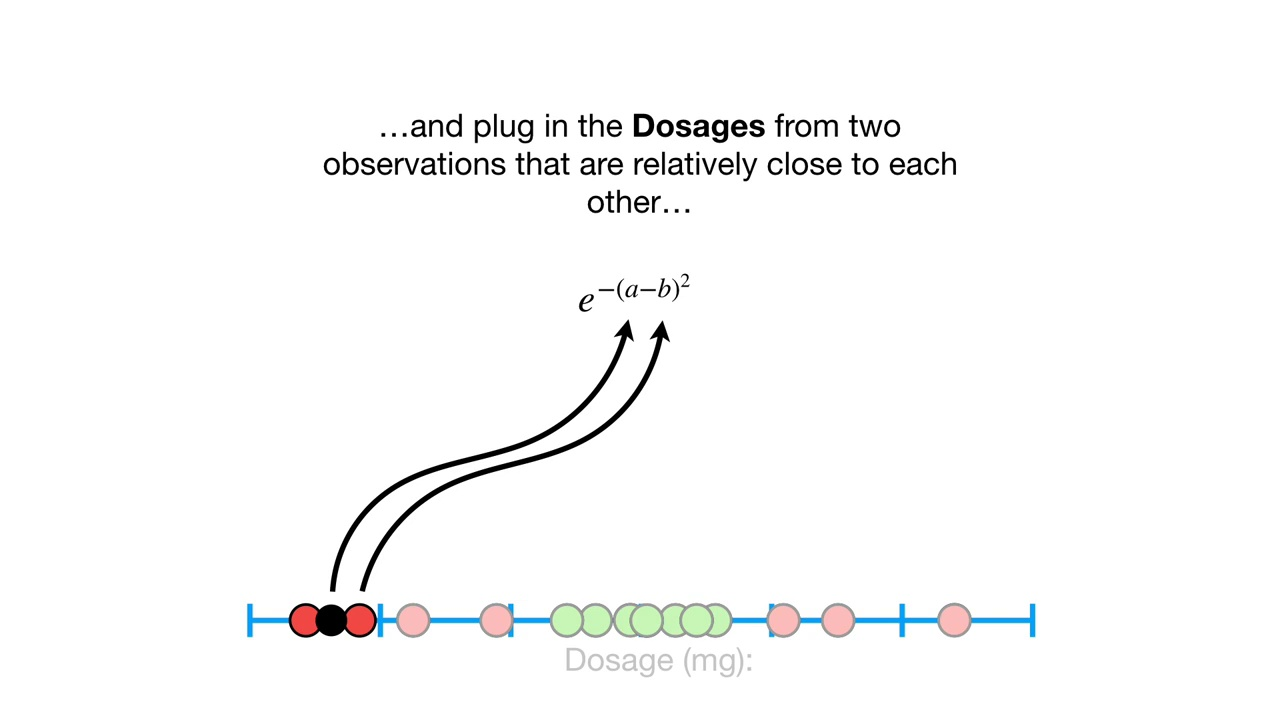 …and plug in the Dosages from two
observations that are relatively close to each
other…
e^{-(a-b)^2}
Dosage (mg):